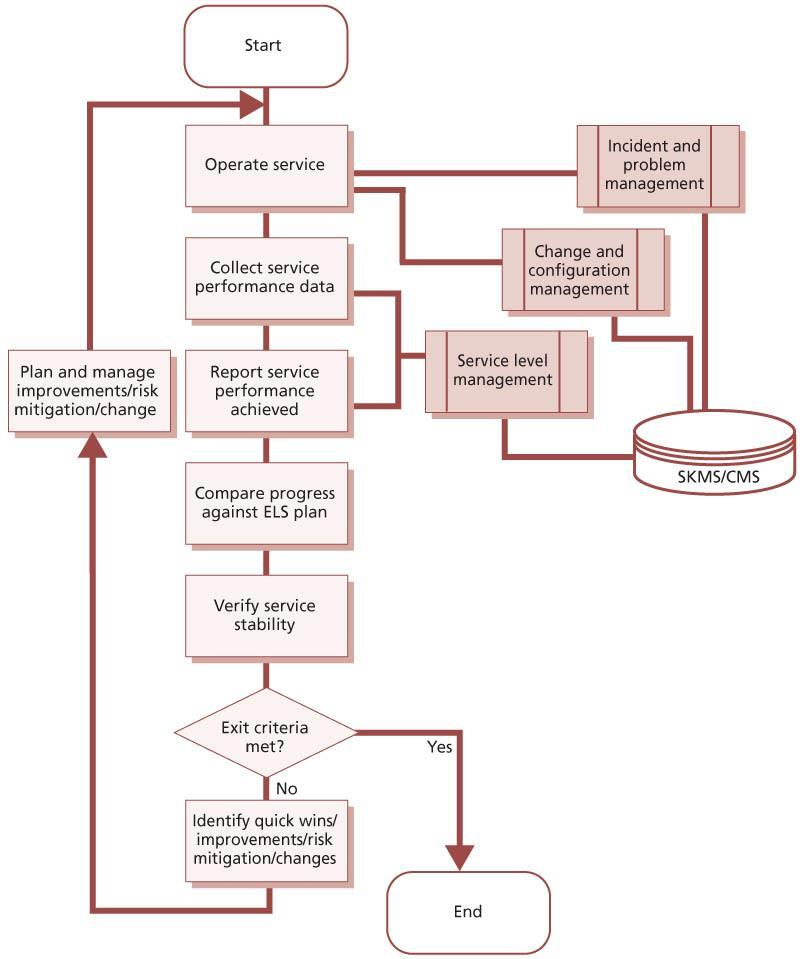 Start
Operate service
Incident and
problem
management
Collect service
performance data
Change and
configuration
management
Plan and manage
improvements/risk
mitigation/change
Report service
performance
achieved
Service level
management
SKMS/CMS
Compare progress
against ELS plan
Verify service
stability
Exit criteria
met?
Yes
No
Identify quick wins/
improvements/risk
mitigation/changes
End